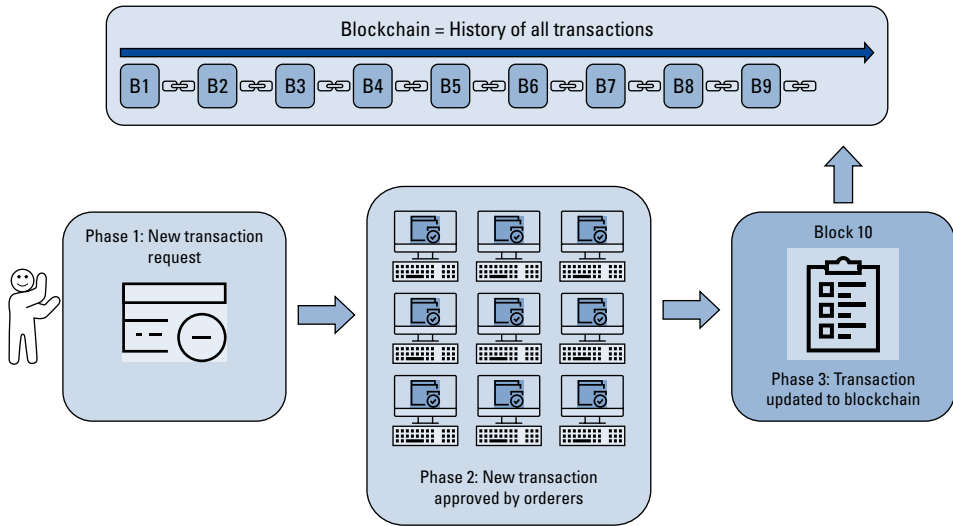 Blockchain = History of all transactions
B1 B2 B3 B4 B5 B6 B7 B8 B9
Phase 1: New transaction
request
Phase 2: New transaction
approved by orderers
Block 10
Phase 3: Transaction
updated to blockchain